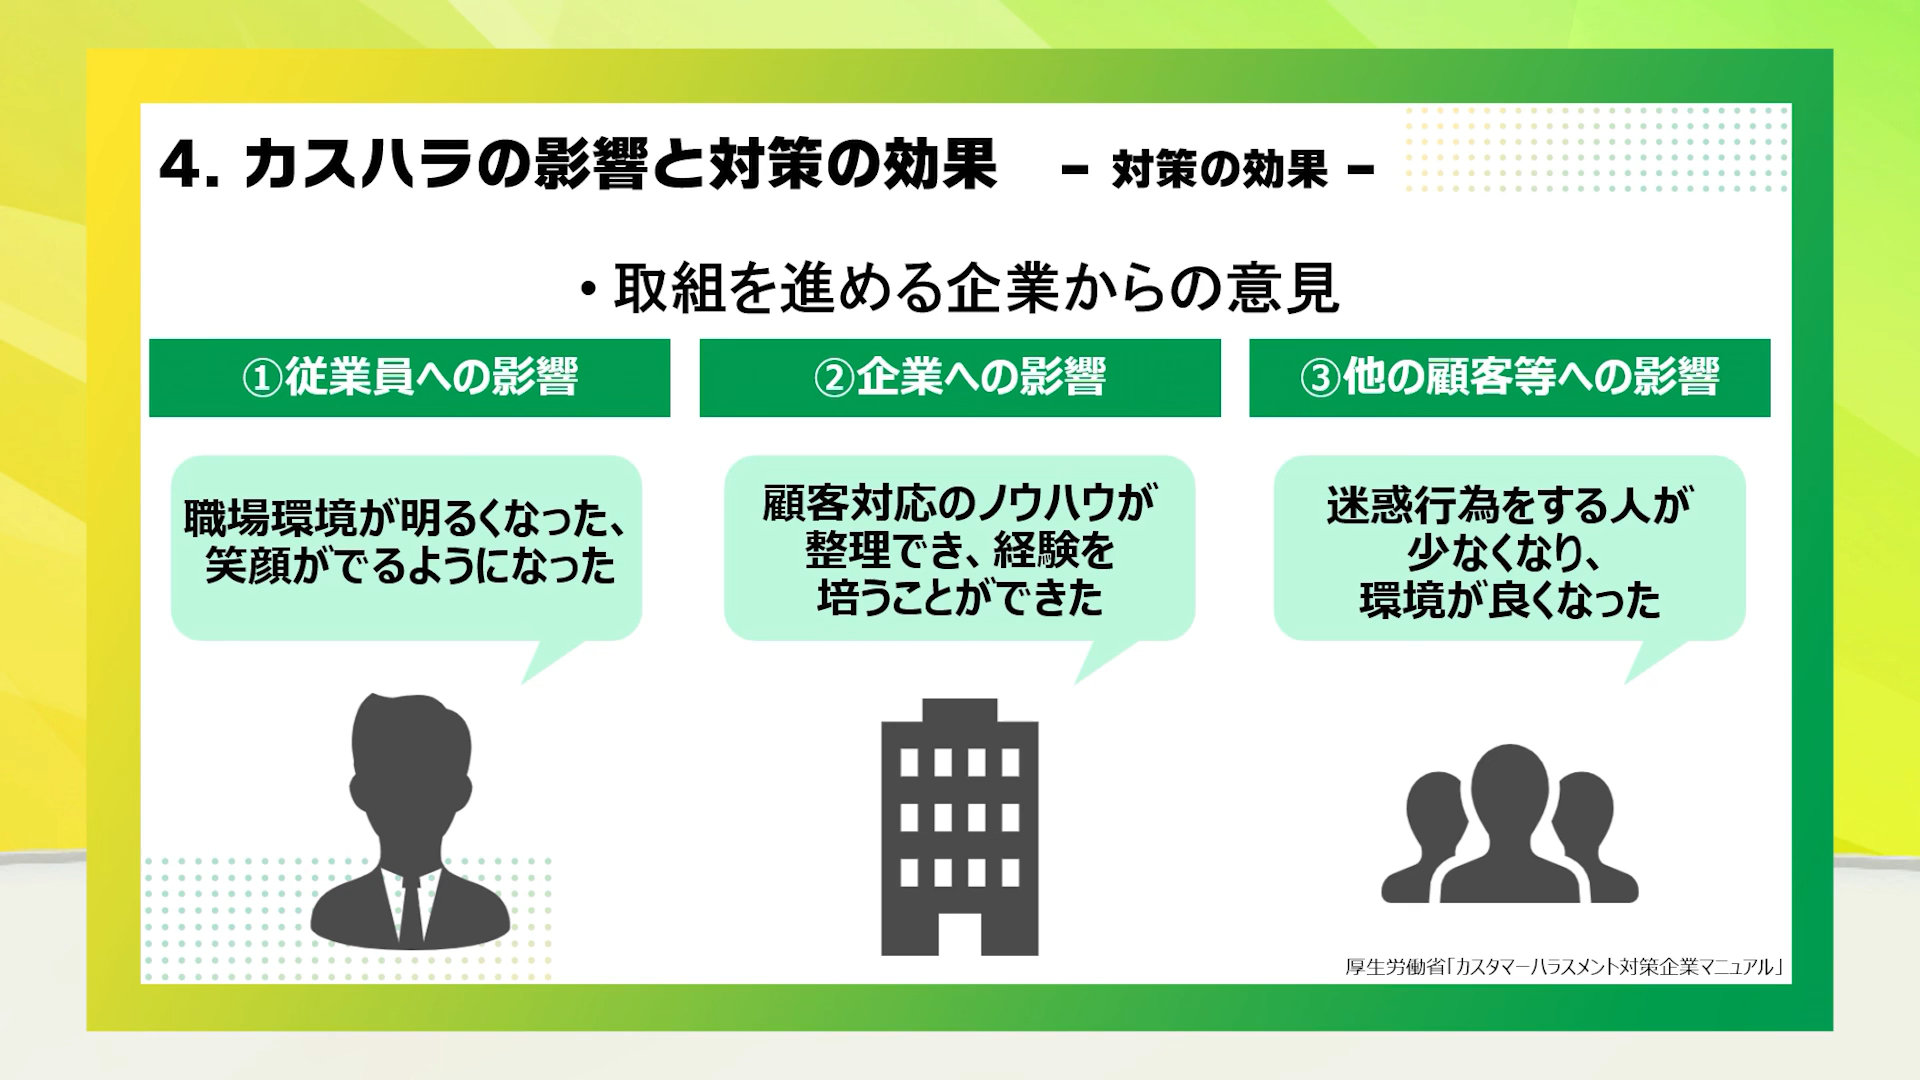 4. カスハラの影響と対策の効果 － 対策の効果 －
・取組を進める企業からの意見
①従業員への影響
職場環境が明るくなった、
笑顔がでるようになった
②企業への影響
顧客対応のノウハウが
整理でき、経験を
培うことができた
③他の顧客等への影響
迷惑行為をする人が
少なくなり、
環境が良くなった
厚生労働省「カスタマーハラスメント対策企業マニュアル」